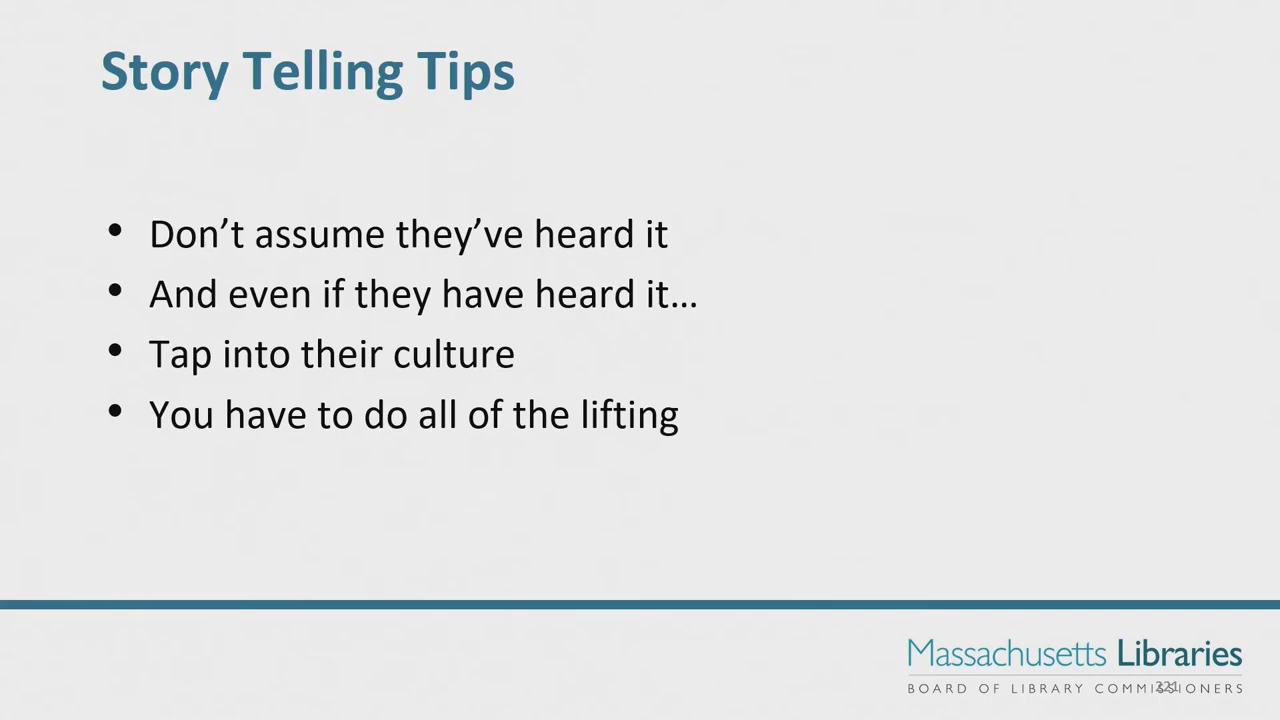 Story Telling Tips
• Don’t assume they’ve heard it
• And even if they have heard it…
• Tap into their culture
• You have to do all of the lifting
Massachusetts Libraries
BOARD OF LIBRARY COMMISSIONERS
221